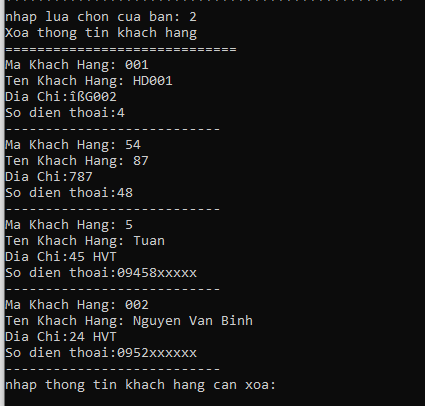 nhap lua chon cua ban: 2
Xoa thong tin khach hang
=============================
Ma Khach Hang: 001
Ten Khach Hang: HD001
Dia Chi:îßG002
So dien thoai:4
---------------------------
Ma Khach Hang: 54
Ten Khach Hang: 87
Dia Chi:787
So dien thoai:48
---------------------------
Ma Khach Hang: 5
Ten Khach Hang: Tuan
Dia Chi:45 HVT
So dien thoai:09458xxxxx
---------------------------
Ma Khach Hang: 002
Ten Khach Hang: Nguyen Van Binh
Dia Chi:24 HVT
So dien thoai:0952xxxxxx
---------------------------
nhap thong tin khach hang can xoa: